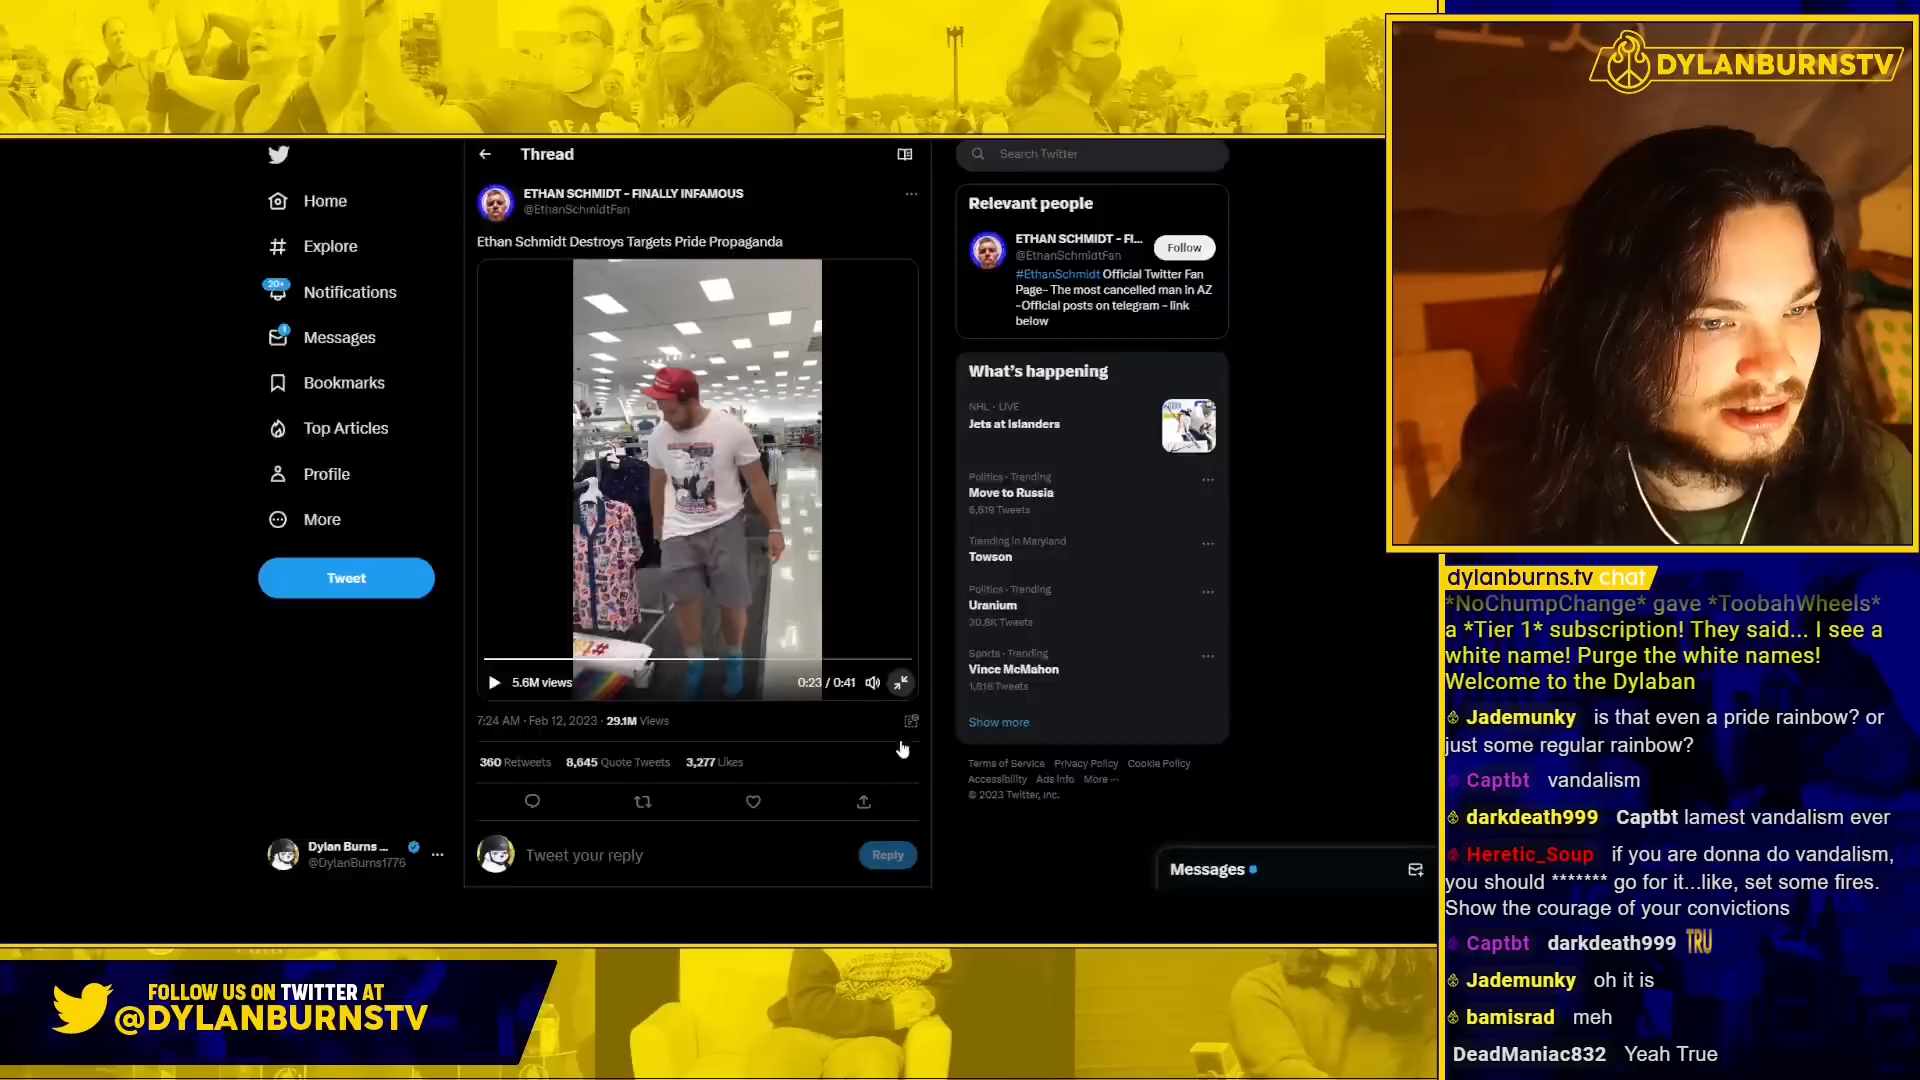 BEA
DYLANBURNSTV
Thread
Search Twitter
ETHAN SCHMIDT - FINALLY INFAMOUS
@EthanSchmidtFan
Ethan Schmidt Destroys Targets Pride Propaganda
Home
Explore
20+
Notifications
1
Messages
Bookmarks
Top Articles
Profile
More
Tweet
5.6M views
0:23 / 0:41
7:24 AM · Feb 12, 2023 · 29.1M Views
360 Retweets 8,645 Quote Tweets 3,277 Likes
Dylan Burns ...
@DylanBurns1776
Tweet your reply
Reply
Relevant people
ETHAN SCHMIDT - FI...
@EthanSchmidtFan
Follow
#EthanSchmidt Official Twitter Fan
Page- The most cancelled man in AZ
-Official posts on telegram - link
below
What's happening
NHL · LIVE
Jets at Islanders
Politics · Trending
Move to Russia
6,619 Tweets
Trending in Maryland
Towson
Politics · Trending
Uranium
30.8K Tweets
Sports · Trending
Vince McMahon
1,816 Tweets
Show more
Terms of Service Privacy Policy Cookie Policy
Accessibility Ads info More ···
© 2023 Twitter, Inc.
Messages
dylanburns.tv chat
*NoChumpChange* gave *ToobahWheels*
a *Tier 1* subscription! They said... I see a
white name! Purge the white names!
Welcome to the Dylaban
Jademunky is that even a pride rainbow? or
just some regular rainbow?
Captbt vandalism
darkdeath999 Captbt lamest vandalism ever
Heretic_Soup if you are donna do vandalism,
you should ******* go for it...like, set some fires.
Show the courage of your convictions
Captbt darkdeath999 TRU
Jademunky oh it is
bamisrad meh
DeadManiac832 Yeah True
FOLLOW US ON TWITTER AT
@DYLANBURNSTV